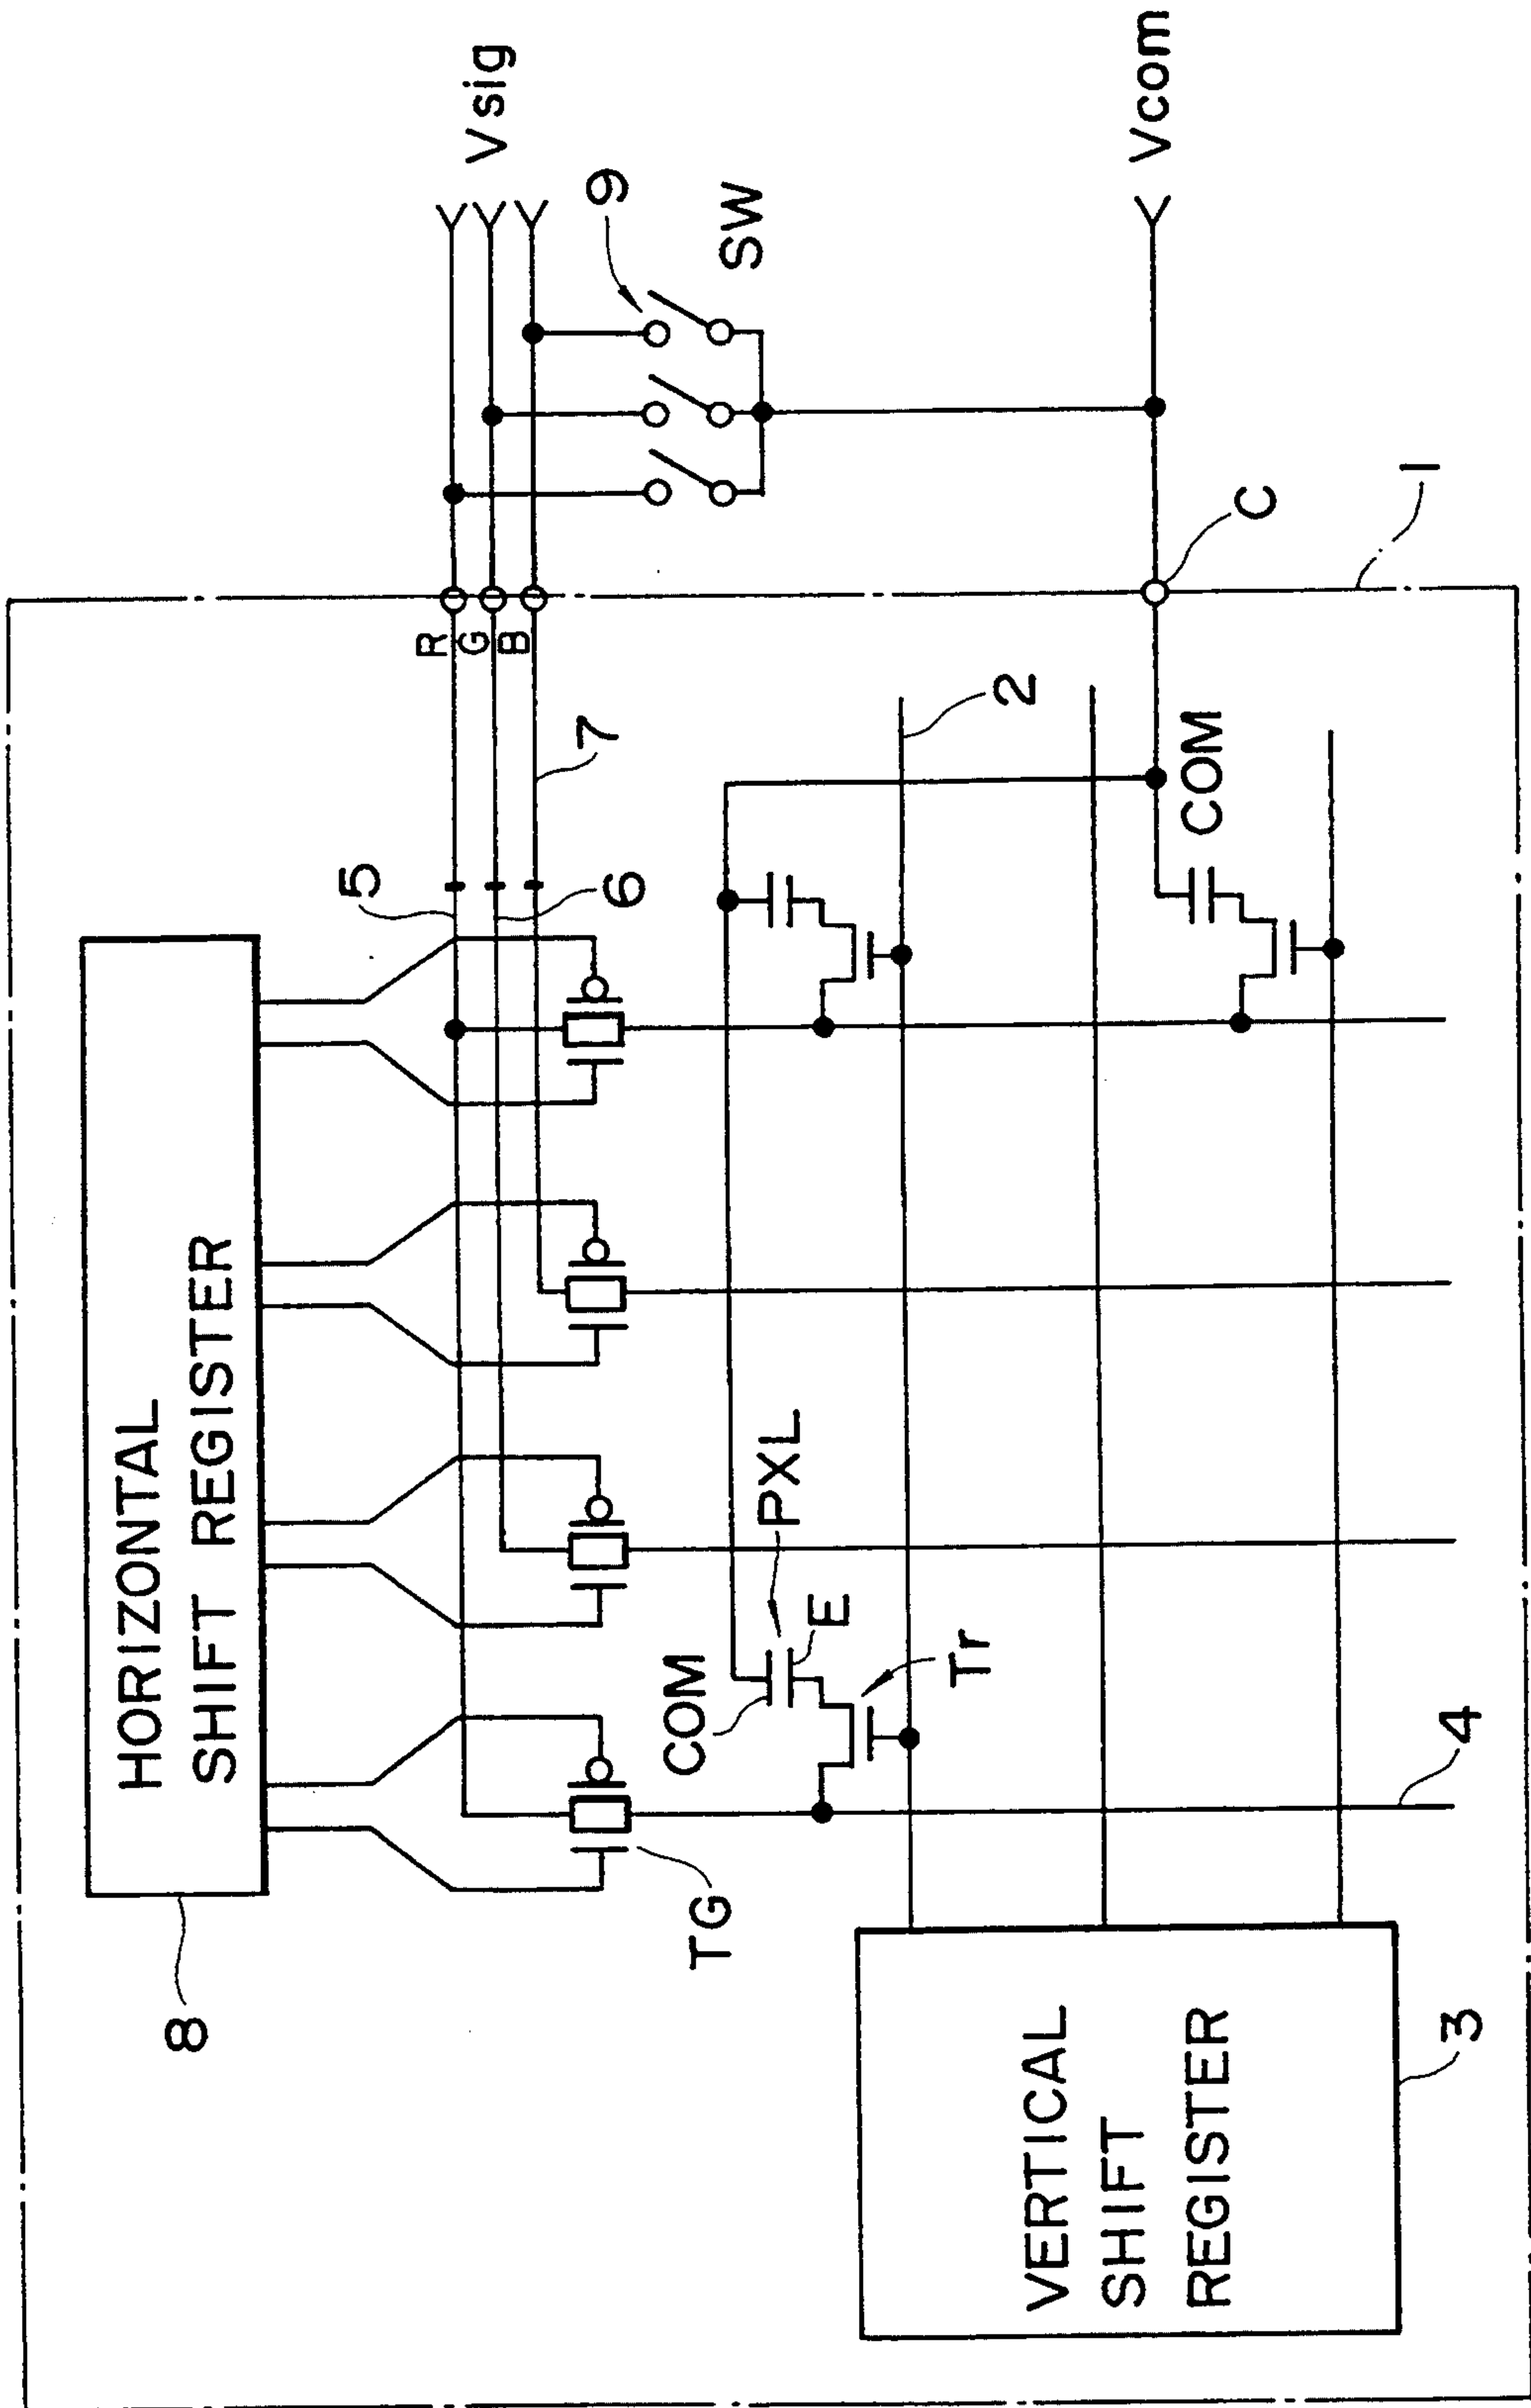 8
HORIZONTAL
SHIFT REGISTER
5
6
7
R
G
B
Vsig
9
SW
TG
COM
PXL
E
Tr
2
COM
Vcom
C
1
VERTICAL
SHIFT
REGISTER
3
4